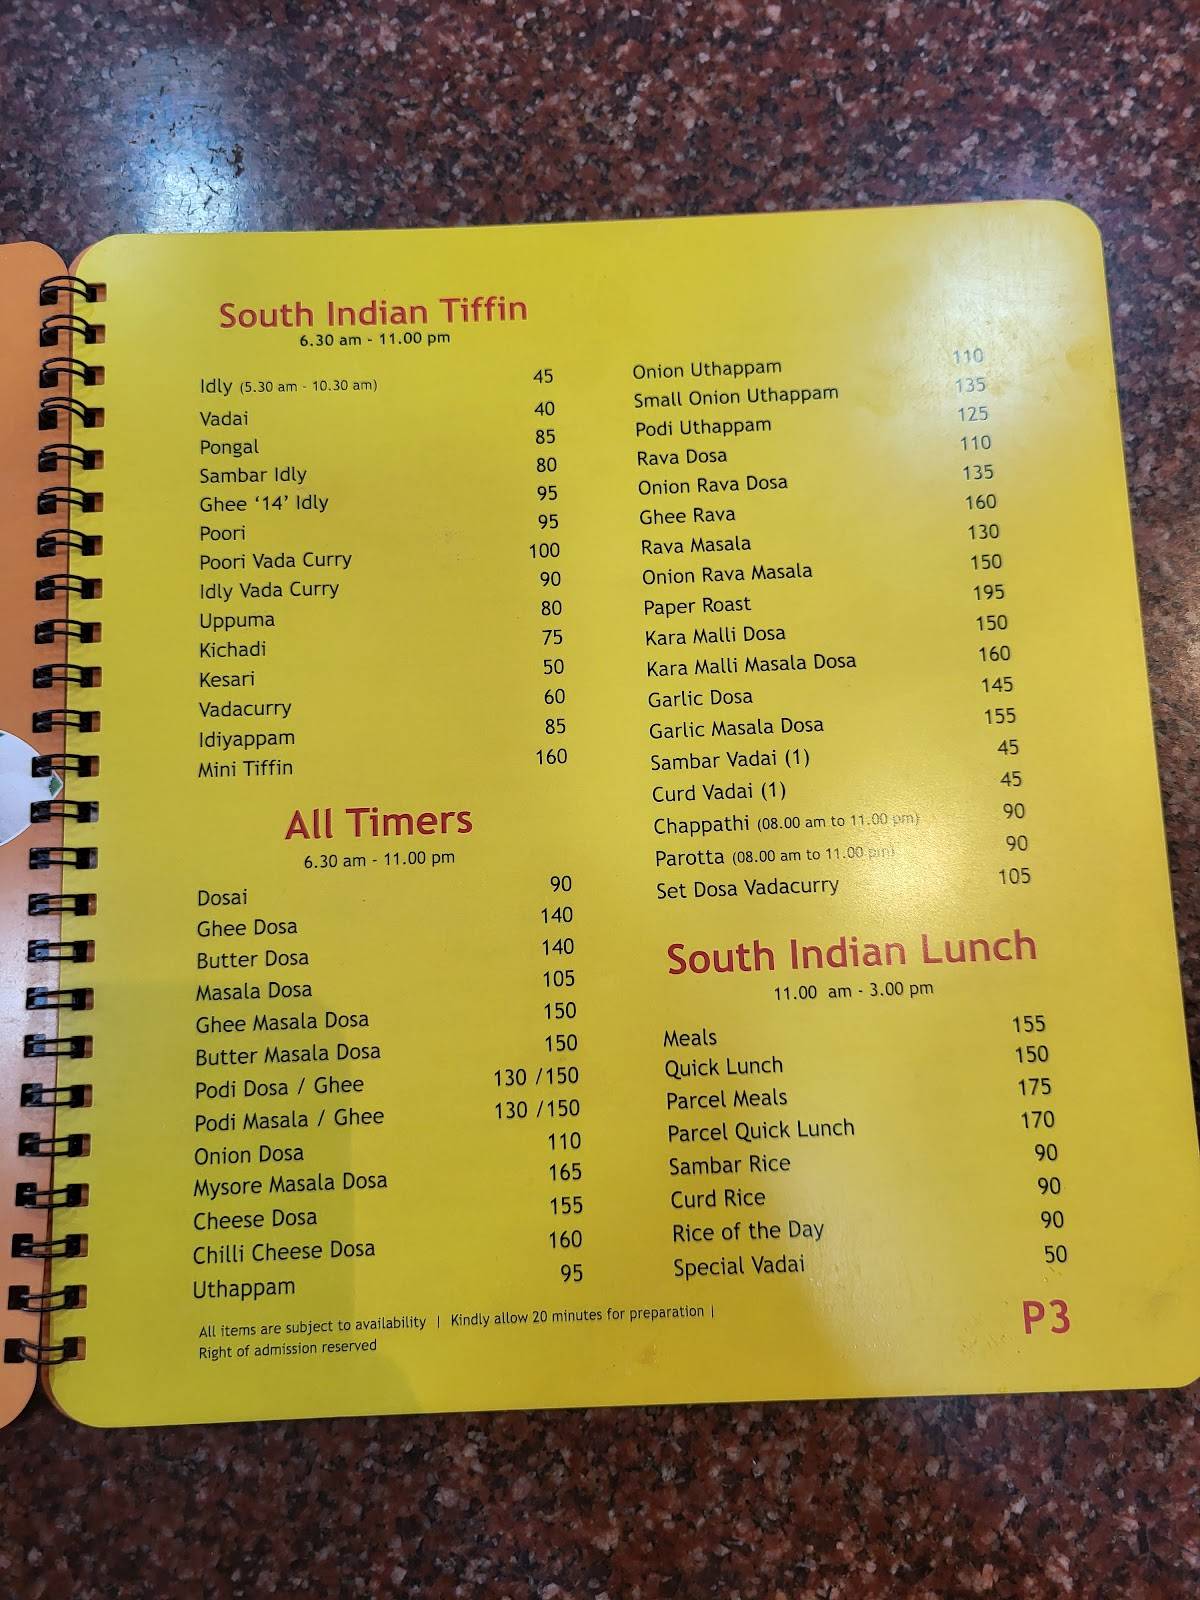 South Indian Tiffin
6.30 am - 11.00 pm
Idly (5.30 am - 10.30 am) 45
Vadai 40
Pongal 85
Sambar Idly 80
Ghee ‘14’ Idly 95
Poori 95
Poori Vada Curry 100
Idly Vada Curry 90
Uppuma 80
Kichadi 75
Kesari 50
Vadacurry 60
Idiyappam 85
Mini Tiffin 160
All Timers
6.30 am - 11.00 pm
Dosai 90
Ghee Dosa 140
Butter Dosa 140
Masala Dosa 105
Ghee Masala Dosa 150
Butter Masala Dosa 150
Podi Dosa / Ghee 130 /150
Podi Masala / Ghee 130 /150
Onion Dosa 110
Mysore Masala Dosa 165
Cheese Dosa 155
Chilli Cheese Dosa 160
Uthappam 95
Onion Uthappam 110
Small Onion Uthappam 135
Podi Uthappam 125
Rava Dosa 110
Onion Rava Dosa 135
Ghee Rava 160
Rava Masala 130
Onion Rava Masala 150
Paper Roast 195
Kara Malli Dosa 150
Kara Malli Masala Dosa 160
Garlic Dosa 145
Garlic Masala Dosa 155
Sambar Vadai (1) 45
Curd Vadai (1) 45
Chappathi (08.00 am to 11.00 pm) 90
Parotta (08.00 am to 11.00 pm) 90
Set Dosa Vadacurry 105
South Indian Lunch
11.00 am - 3.00 pm
Meals 155
Quick Lunch 150
Parcel Meals 175
Parcel Quick Lunch 170
Sambar Rice 90
Curd Rice 90
Rice of the Day 90
Special Vadai 50
All items are subject to availability | Kindly allow 20 minutes for preparation |
Right of admission reserved
P3